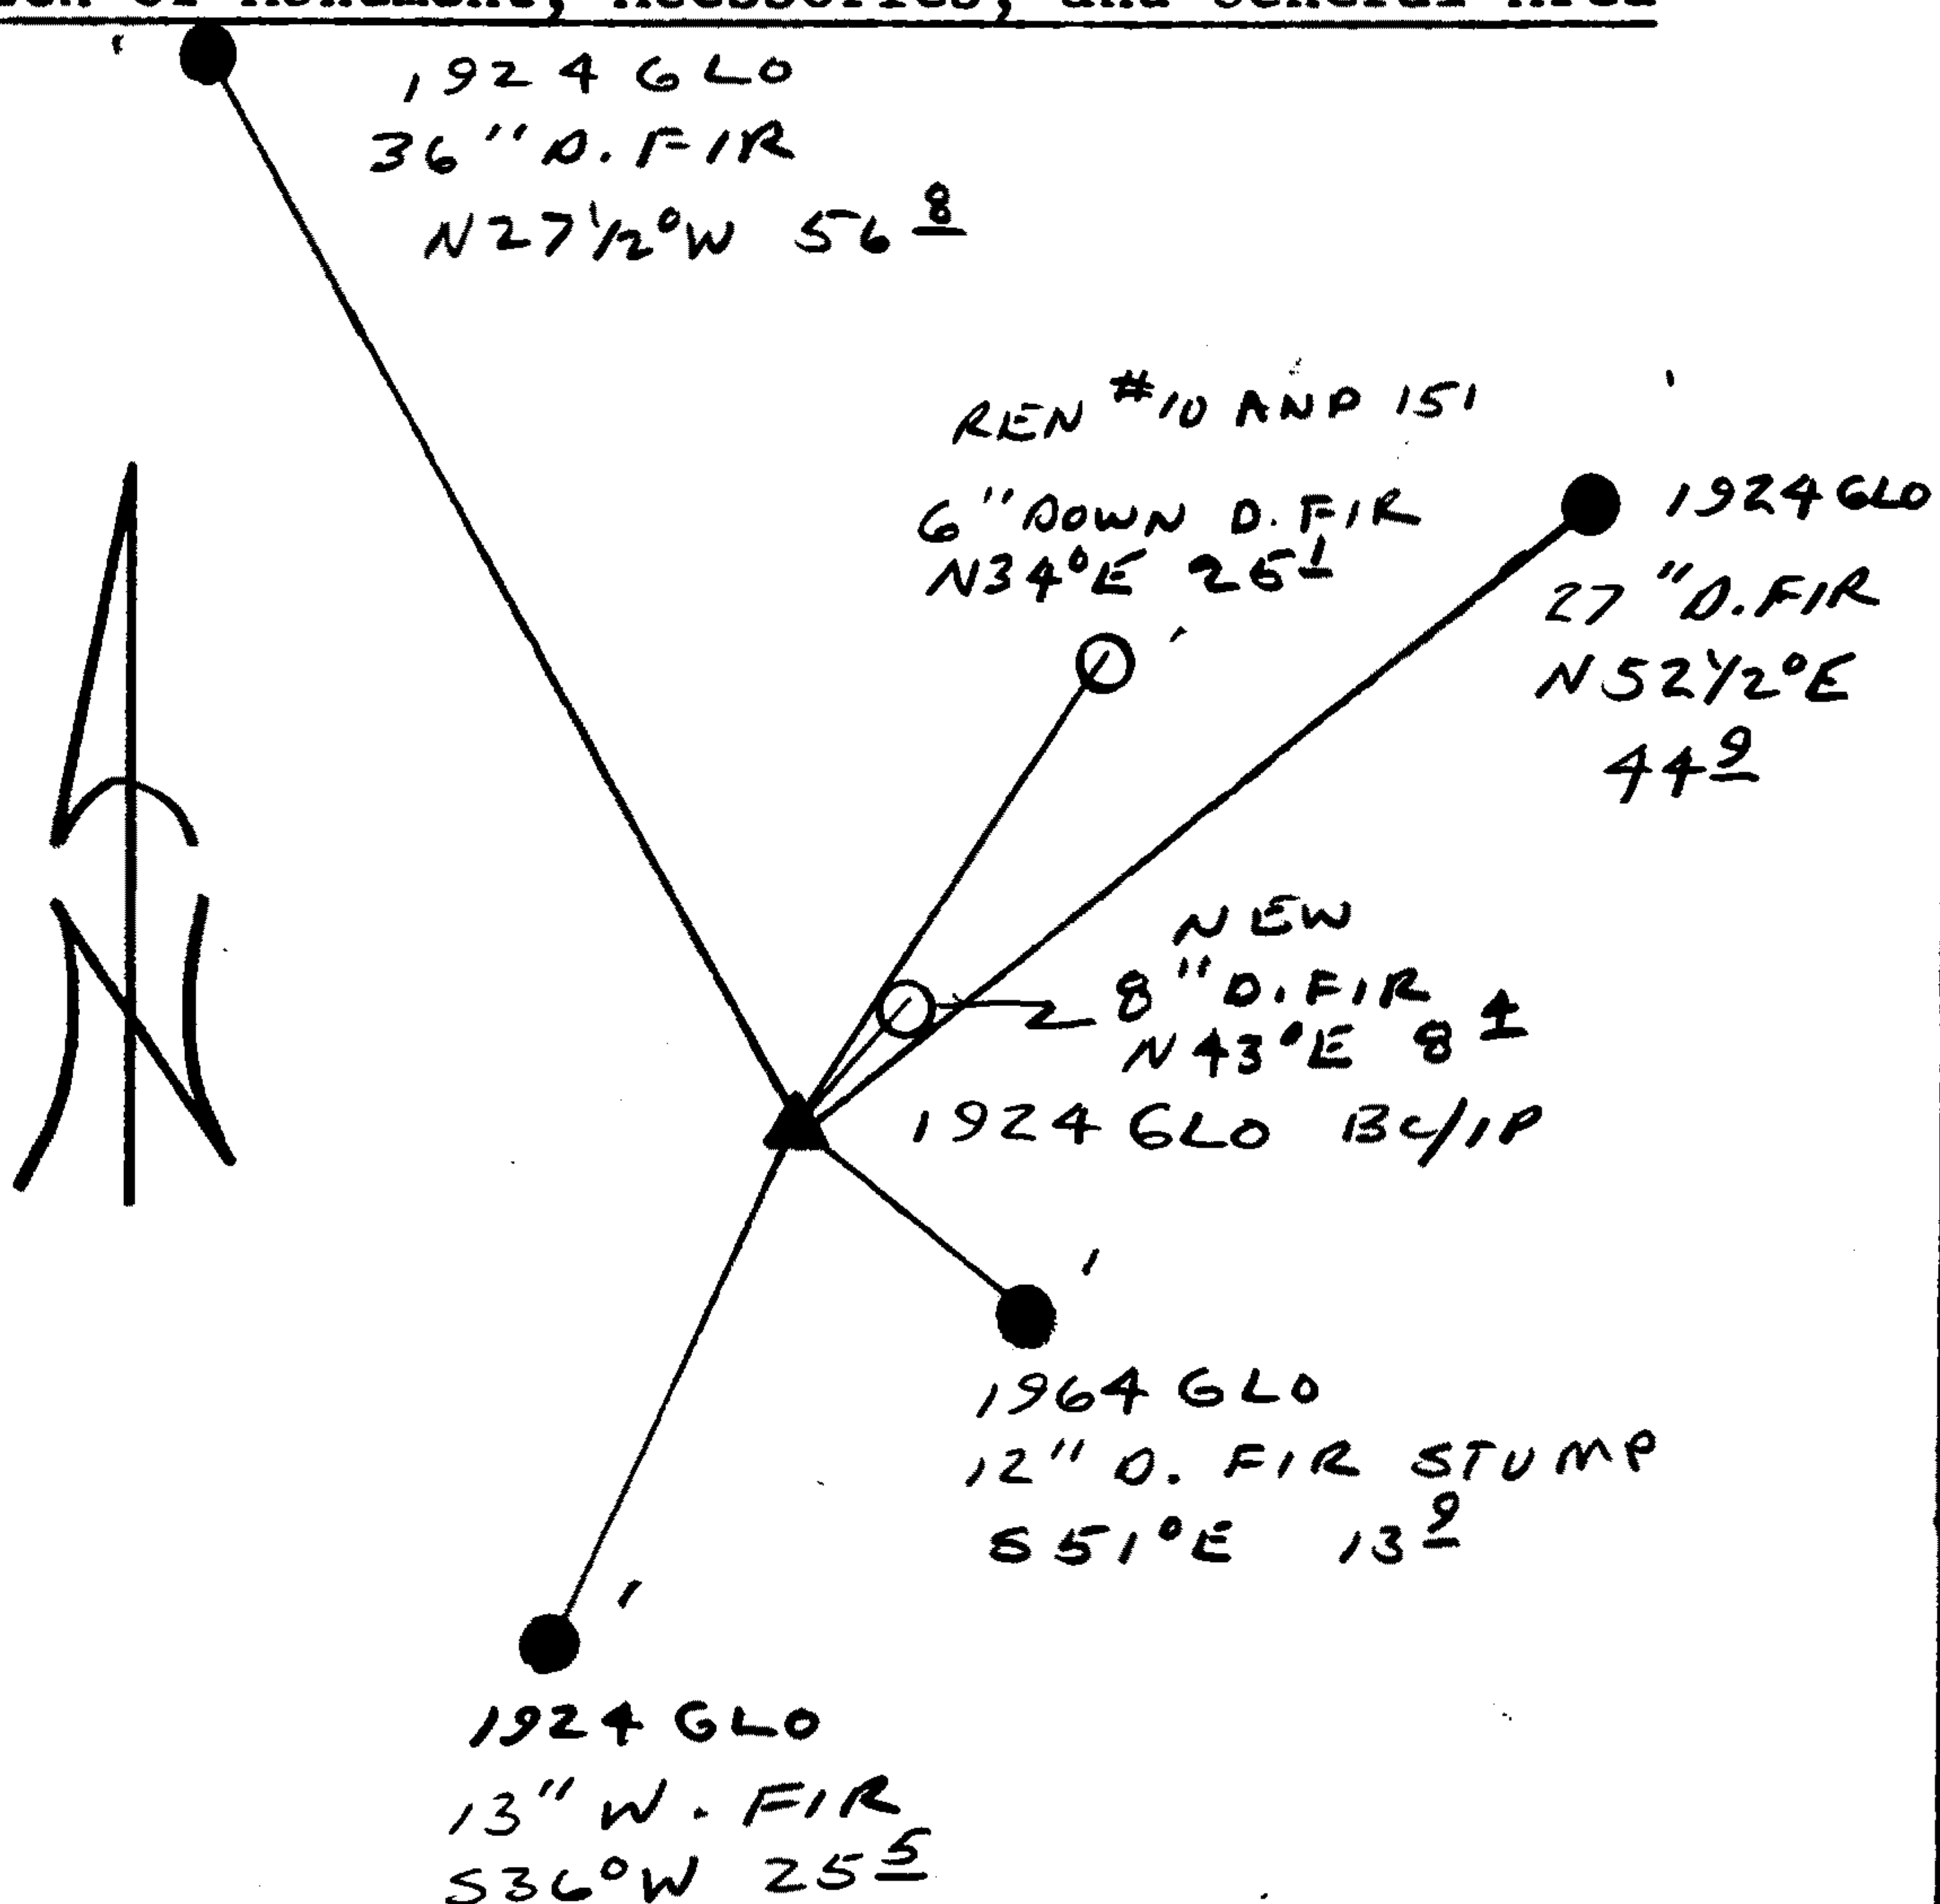 1924 GLO
36" D. FIR
N27½°W 56 8
REN #10 AND 151
6" DOWN D. FIR
N34°E 26 1
1924 GLO
27" D. FIR
N52½°E
44 9
NEW
8" D. FIR
N43°E 8 4
1924 GLO BC/IP
N
1964 GLO
12" D. FIR STUMP
S51°E 13 9
1924 GLO
13" W. FIR
S36°W 25 5